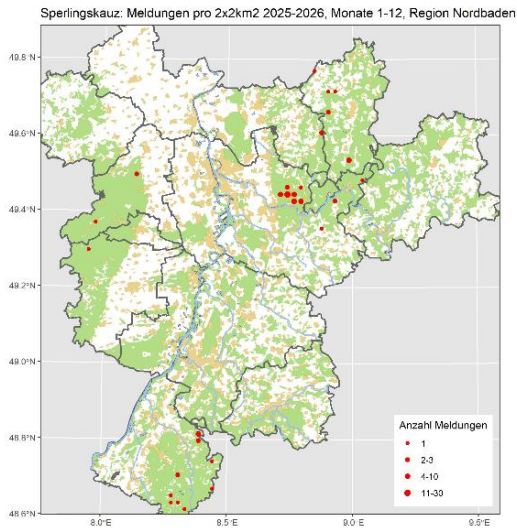 Sperlingskauz: Meldungen pro 2x2km2 2025-2026, Monate 1-12, Region Nordbaden
49.8°N
49.6°N
49.4°N
49.2°N
49.0°N
48.8°N
48.6°N
Anzahl Meldungen
1
2-3
4-10
11-30
8.0°E
8.5°E
9.0°E
9.5°E